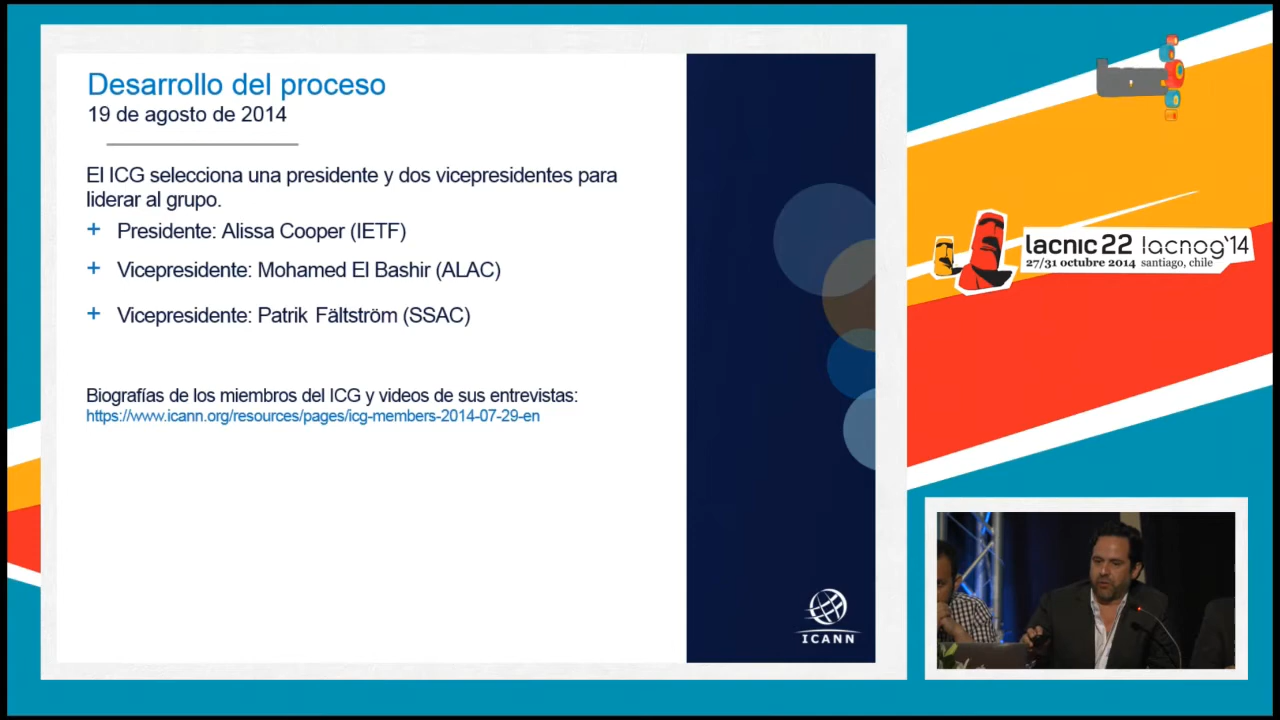 Desarrollo del proceso
19 de agosto de 2014
El ICG selecciona una presidente y dos vicepresidentes para
liderar al grupo.
+ Presidente: Alissa Cooper (IETF)
+ Vicepresidente: Mohamed El Bashir (ALAC)
+ Vicepresidente: Patrik Fältström (SSAC)
Biografías de los miembros del ICG y videos de sus entrevistas:
https://www.icann.org/resources/pages/icg-members-2014-07-29-en
ICANN
lacnic 22 lacnog'14
27/31 octubre 2014 santiago, chile